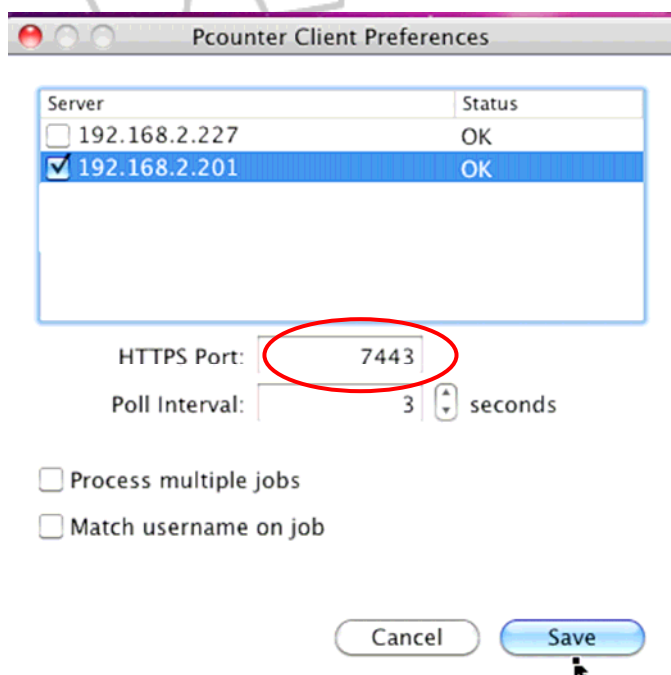 Pcounter Client Preferences
Server Status
192.168.2.227 OK
192.168.2.201 OK
HTTPS Port: 7443
Poll Interval: 3 seconds
Process multiple jobs
Match username on job
Cancel Save